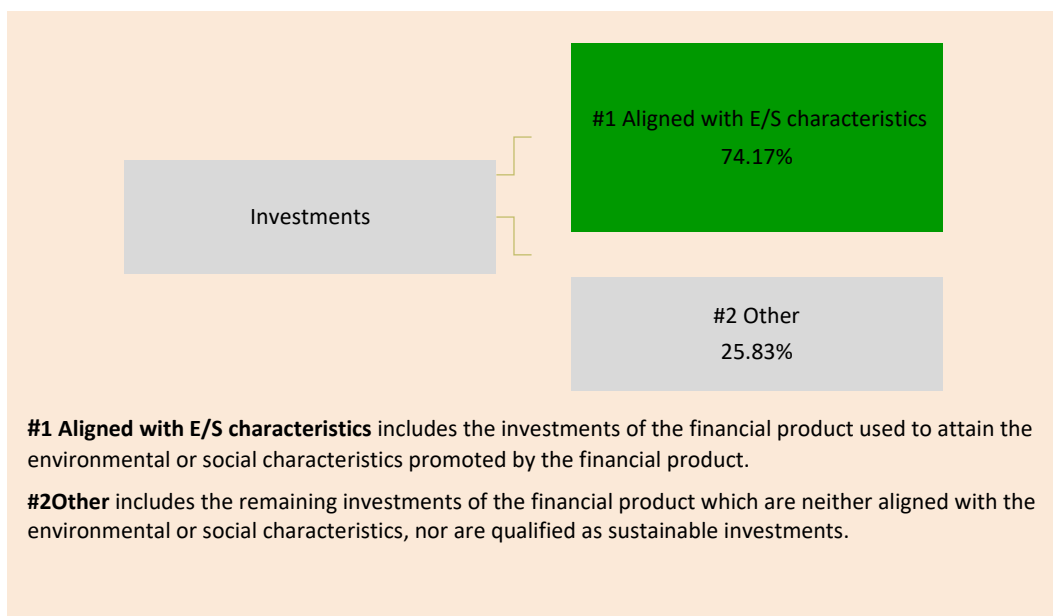 #1 Aligned with E/S characteristics
74.17%
Investments
#2 Other
25.83%
#1 Aligned with E/S characteristics includes the investments of the financial product used to attain the
environmental or social characteristics promoted by the financial product.
#2Other includes the remaining investments of the financial product which are neither aligned with the
environmental or social characteristics, nor are qualified as sustainable investments.